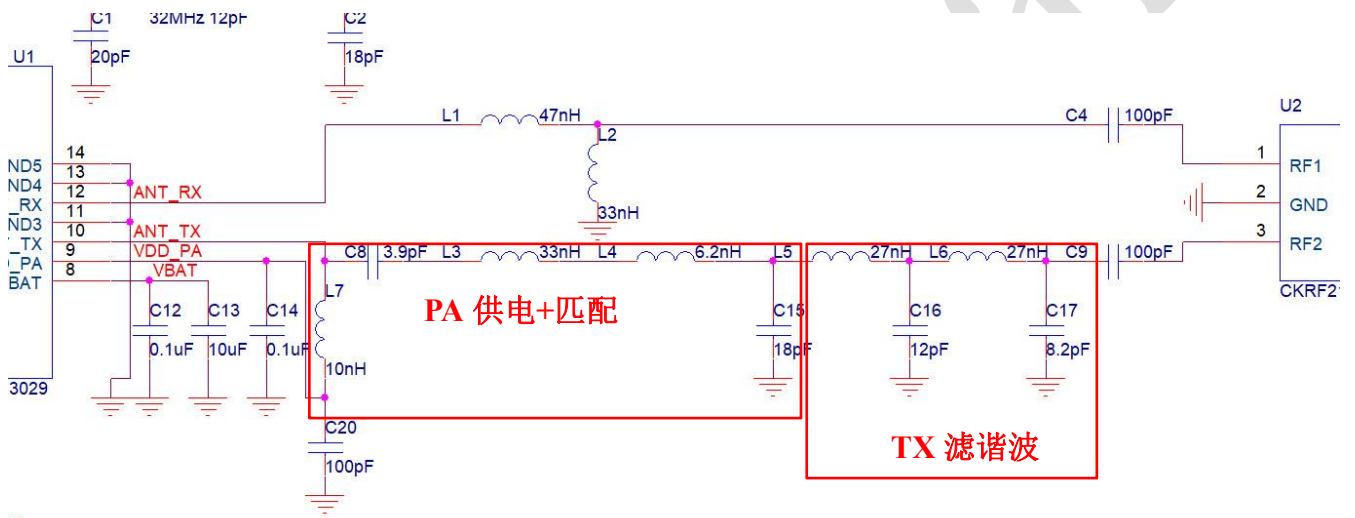 C1 32MHz 12pF C2
20pF 18pF
U1
L1 47nH C4 100pF U2
L2
14
ND5
13
ND4
12 ANT_RX
_RX
11
ND3
33nH
10 ANT_TX
_TX
9 VDD_PA
_PA
8 VBAT
BAT
1 RF1
2 GND
3 RF2
CKRF2
C8 3.9pF L3 33nH L4 6.2nH L5 27nH L6 27nH C9 100pF
L7
C12 C13 C14 PA 供电+匹配 C15 C16 C17
0.1uF 10uF 0.1uF 18pF 12pF 8.2pF
10nH
3029
C20
TX 滤谐波
100pF